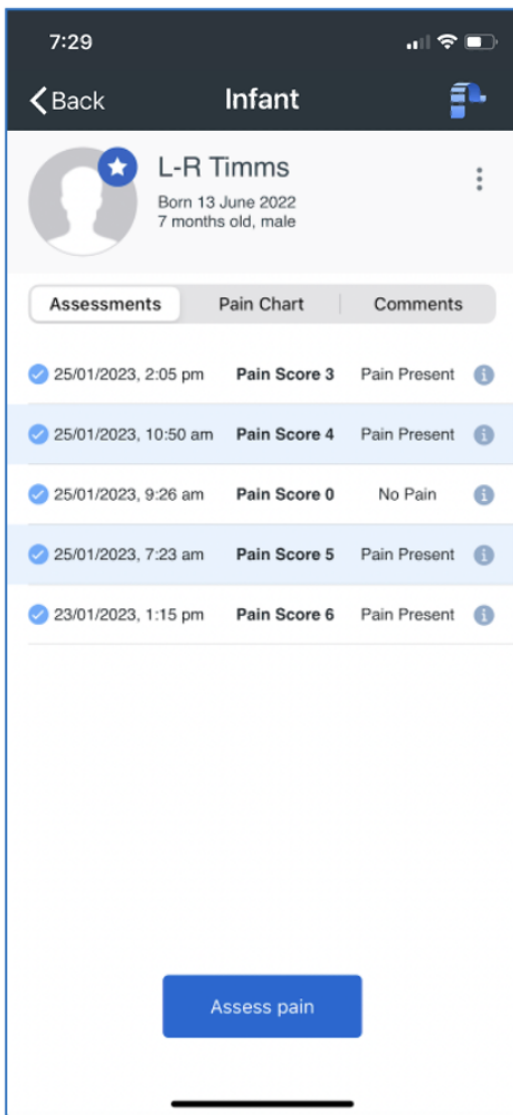 7:29
Back Infant
L-R Timms
Born 13 June 2022
7 months old, male
Assessments Pain Chart Comments
25/01/2023, 2:05 pm Pain Score 3 Pain Present i
25/01/2023, 10:50 am Pain Score 4 Pain Present i
25/01/2023, 9:26 am Pain Score 0 No Pain i
25/01/2023, 7:23 am Pain Score 5 Pain Present i
23/01/2023, 1:15 pm Pain Score 6 Pain Present i
Assess pain